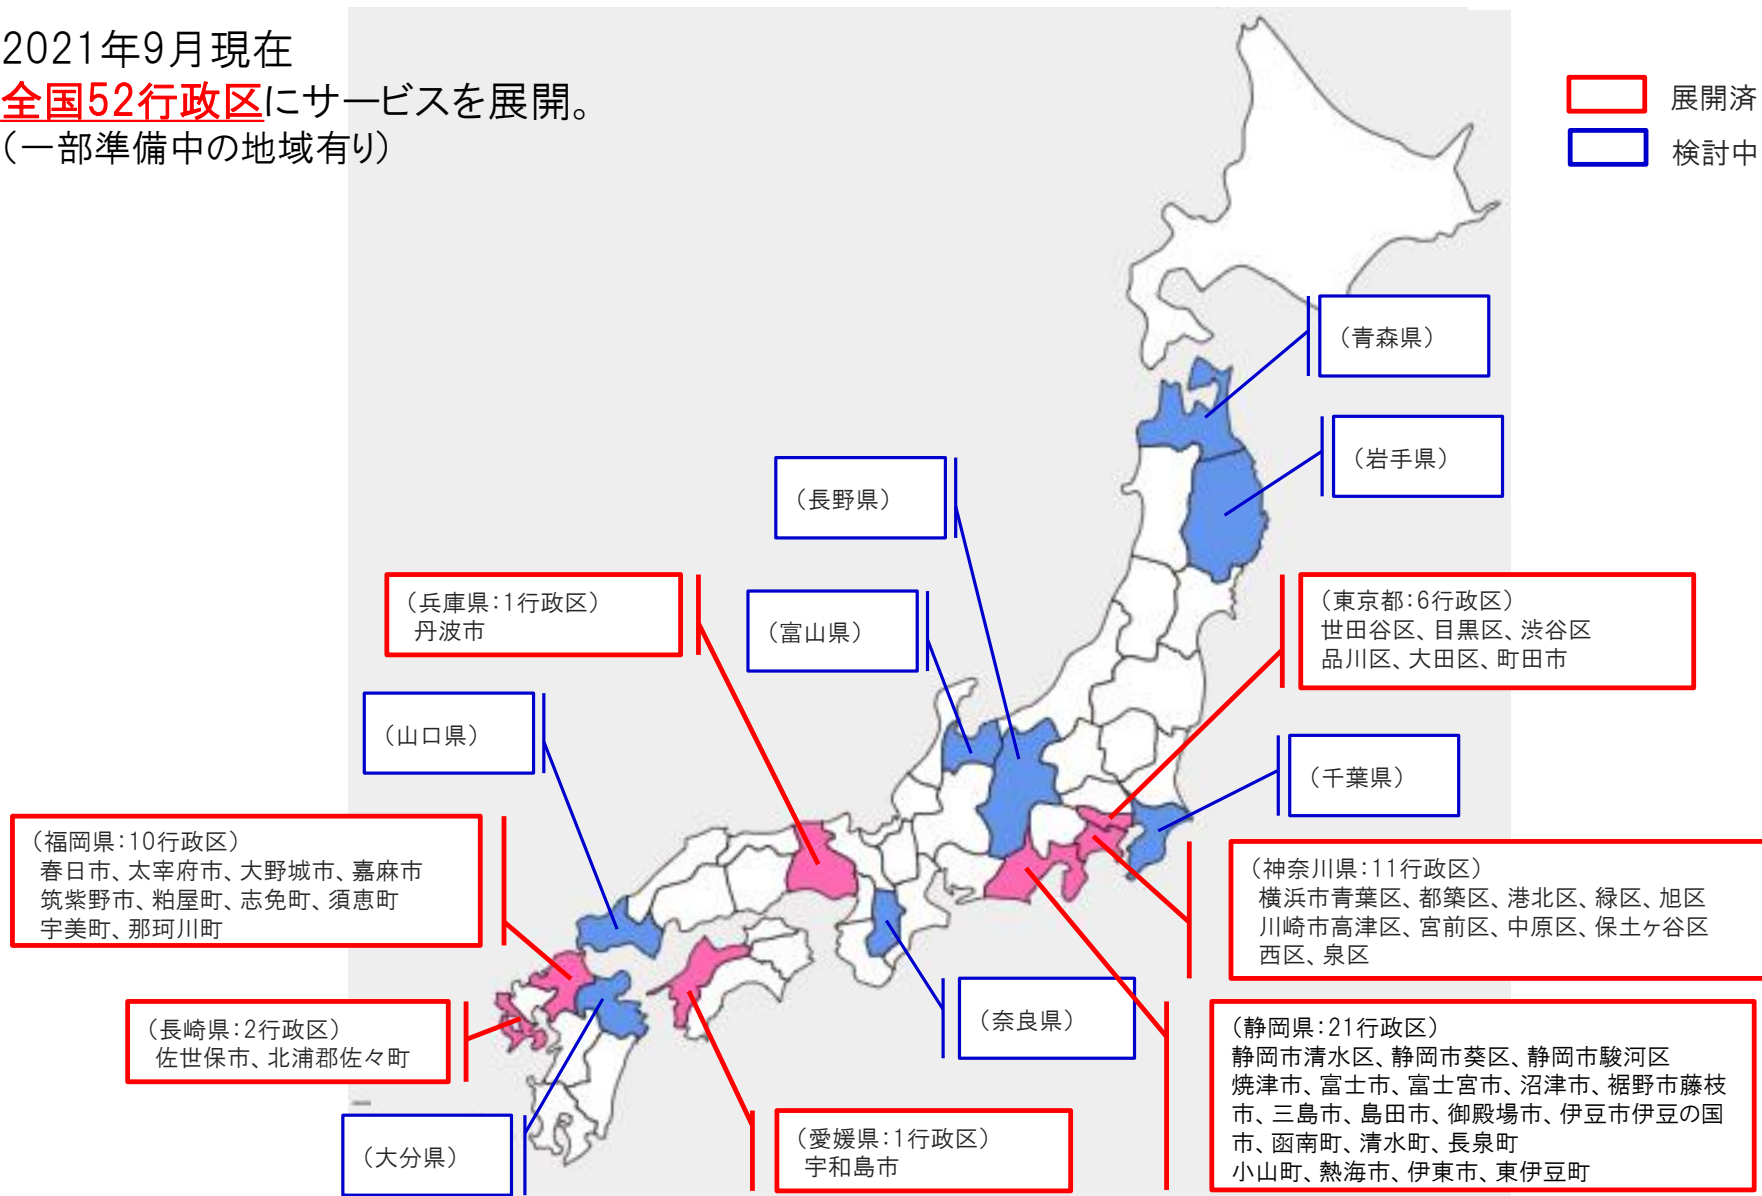 2021年9月現在
全国52行政区にサービスを展開。
(一部準備中の地域有り)
展開済
検討中
(青森県)
(岩手県)
(長野県)
(兵庫県:1行政区)
丹波市
(富山県)
(東京都:6行政区)
世田谷区、目黒区、渋谷区
品川区、大田区、町田市
(山口県)
(千葉県)
(福岡県:10行政区)
春日市、太宰府市、大野城市、嘉麻市
筑紫野市、粕屋町、志免町、須恵町
宇美町、那珂川町
(神奈川県:11行政区)
横浜市青葉区、都築区、港北区、緑区、旭区
川崎市高津区、宮前区、中原区、保土ヶ谷区
西区、泉区
(長崎県:2行政区)
佐世保市、北浦郡佐々町
(奈良県)
(静岡県:21行政区)
静岡市清水区、静岡市葵区、静岡市駿河区
焼津市、富士市、富士宮市、沼津市、裾野市藤枝
市、三島市、島田市、御殿場市、伊豆市伊豆の国
市、函南町、清水町、長泉町
小山町、熱海市、伊東市、東伊豆町
(大分県)
(愛媛県:1行政区)
宇和島市